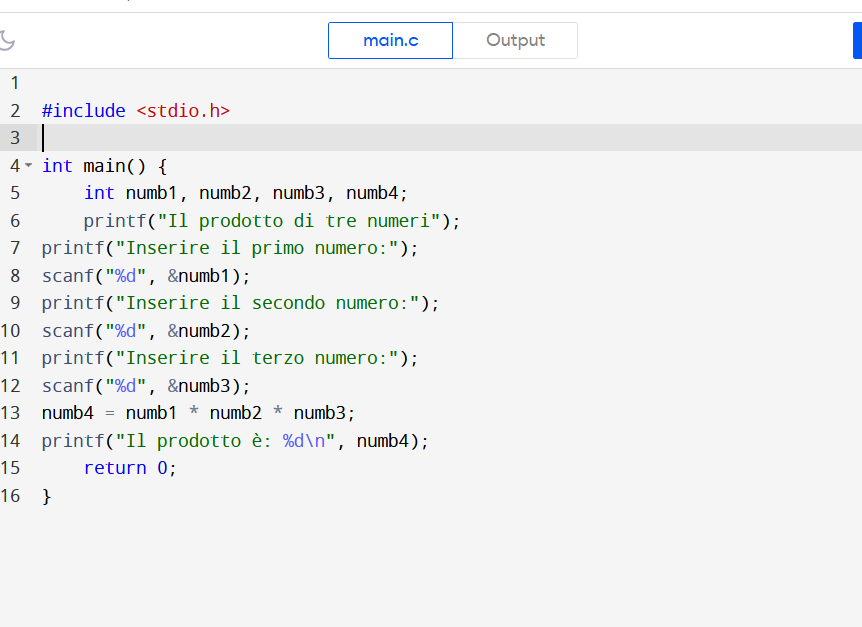 main.c Output
1
2 #include <stdio.h>
3
4 int main() {
5 int numb1, numb2, numb3, numb4;
6 printf("Il prodotto di tre numeri");
7 printf("Inserire il primo numero:");
8 scanf("%d", &numb1);
9 printf("Inserire il secondo numero:");
10 scanf("%d", &numb2);
11 printf("Inserire il terzo numero:");
12 scanf("%d", &numb3);
13 numb4 = numb1 * numb2 * numb3;
14 printf("Il prodotto è: %d\n", numb4);
15 return 0;
16 }